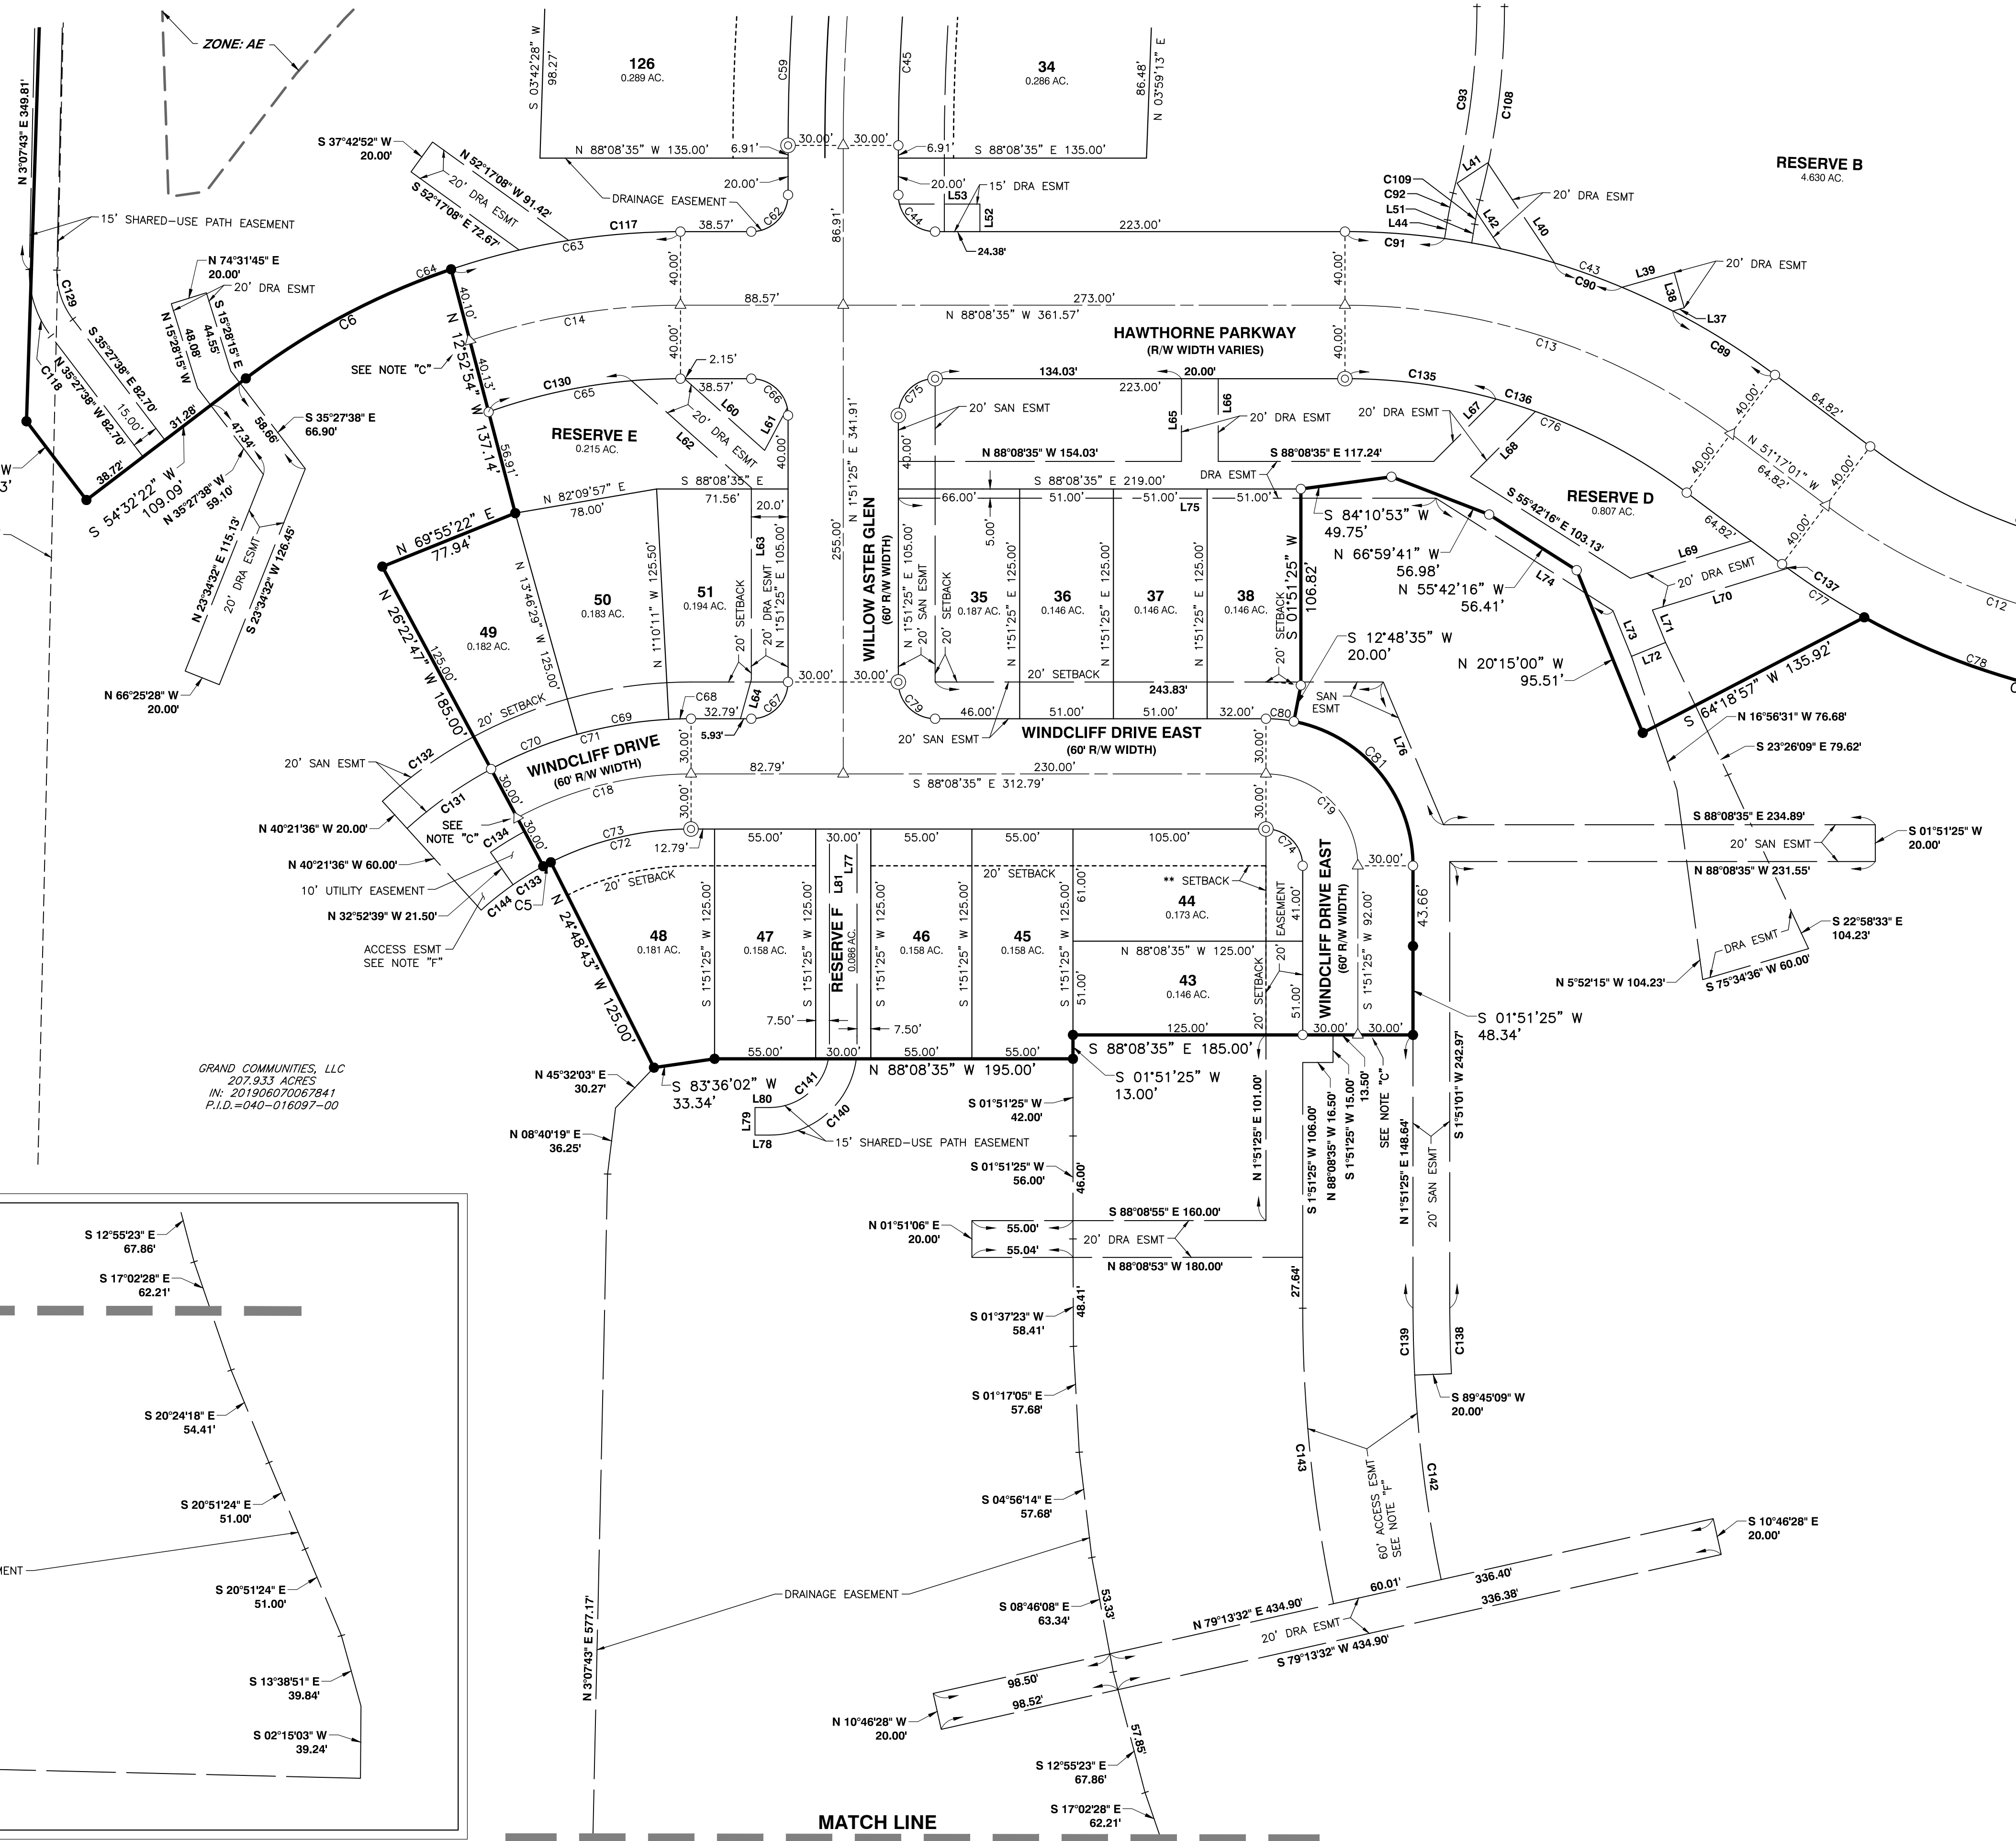 ZONE: AE
N 3°07'43" E 349.81'
15' SHARED-USE PATH EASEMENT
C129
S 35°27'38" E 82.70'
N 35°27'38" W 82.70'
15.00'
C118
N 74°31'45" E
20.00'
20' DRA ESMT
N 15°28'15" W
48.08'
S 15°28'15" E
44.55'
S 37°42'52" W
20.00'
N 52°17'08" W 91.42'
20' DRA ESMT
S 52°17'08" E 72.67'
C117
C63
C64
C6
31.28'
38.72'
S 54°32'22" W
109.09'
47.34'
58.66'
S 35°27'38" E
66.90'
N 35°27'38" W
59.10'
N 23°34'32" E 115.13'
20' DRA ESMT
S 23°34'32" W 126.45'
N 66°25'28" W
20.00'
W
3'
S 03°42'28" W
98.27'
126
0.289 AC.
C59
C45
34
0.286 AC.
86.48'
N 03°59'13" E
N 88°08'35" W 135.00'
6.91'
30.00'
30.00'
6.91'
S 88°08'35" E 135.00'
20.00'
20.00'
DRAINAGE EASEMENT
38.57'
C62
C44
L53
15' DRA ESMT
L52
24.38'
86.91'
223.00'
40.00'
40.00'
88.57'
273.00'
N 88°08'35" W 361.57'
C14
40.10'
N 12°52'54" W 137.14'
40.13'
56.91'
SEE NOTE "C"
HAWTHORNE PARKWAY
(R/W WIDTH VARIES)
C93
C108
C109
C92
L51
L44
C91
L41
L42
L40
20' DRA ESMT
RESERVE B
4.630 AC.
C43
C90
L39
L38
L37
20' DRA ESMT
C89
C13
64.82'
40.00'
40.00'
N 51°17'01" W
64.82'
40.00'
40.00'
C130
C65
2.15'
38.57'
C66
L60
L61
L62
20' DRA ESMT
RESERVE E
0.215 AC.
40.00'
40.00'
40.00'
40.00'
C75
20' SAN ESMT
134.03'
20.00'
223.00'
L65
L66
20' DRA ESMT
C135
C136
20' DRA ESMT
L67
L68
C76
N 88°08'35" W 154.03'
S 88°08'35" E 117.24'
DRA ESMT
RESERVE D
0.807 AC.
S 55°42'16" E 103.13'
64.82'
L69
20' DRA ESMT
L70
L71
L72
L73
L74
C137
C77
C78
C12
S 88°08'35" E
71.56'
N 82°09'57" E
78.00'
N 69°55'22" E
77.94'
N 26°22'47" W 185.00'
125.00'
49
0.182 AC.
N 13°46'29" W 125.00'
50
0.183 AC.
N 1°10'11" W 125.50'
51
0.194 AC.
20.0'
L63
20' SETBACK
20' DRA ESMT
N 1°51'25" E 105.00'
255.00'
N 1°51'25" E 341.91'
WILLOW ASTER GLEN
(60' R/W WIDTH)
N 1°51'25" E 105.00'
20' SAN ESMT
20' SETBACK
S 88°08'35" E 219.00'
66.00'
51.00'
51.00'
51.00'
L75
5.00'
35
0.187 AC.
N 1°51'25" E 125.00'
36
0.146 AC.
N 1°51'25" E 125.00'
37
0.146 AC.
N 1°51'25" E 125.00'
38
0.146 AC.
20' SETBACK
S 01°51'25" W
106.82'
S 84°10'53" W
49.75'
N 66°59'41" W
56.98'
N 55°42'16" W
56.41'
S 12°48'35" W
20.00'
N 20°15'00" W
95.51'
S 64°18'57" W 135.92'
N 16°56'31" W 76.68'
S 23°26'09" E 79.62'
20' SETBACK
243.83'
SAN
ESMT
L76
30.00'
30.00'
20' SETBACK
C68
32.79'
L64
C67
5.93'
C69
C70
C71
C79
46.00'
51.00'
51.00'
32.00'
C80
C81
20' SAN ESMT
WINDCLIFF DRIVE EAST
(60' R/W WIDTH)
WINDCLIFF DRIVE
(60' R/W WIDTH)
C18
82.79'
230.00'
S 88°08'35" E 312.79'
C19
30.00'
30.00'
30.00'
30.00'
C132
20' SAN ESMT
C131
N 40°21'36" W 20.00'
SEE
NOTE "C"
30.00'
30.00'
C134
N 40°21'36" W 60.00'
10' UTILITY EASEMENT
C133
N 32°52'39" W 21.50'
C144
C5
ACCESS ESMT
SEE NOTE "F"
C73
C72
12.79'
55.00'
30.00'
55.00'
55.00'
105.00'
C74
30.00'
S 88°08'35" E 234.89'
20' SAN ESMT
N 88°08'35" W 231.55'
S 01°51'25" W
20.00'
20' SETBACK
20' SETBACK
** SETBACK
N 24°48'43" W 125.00'
48
0.181 AC.
S 1°51'25" W 125.00'
47
0.158 AC.
S 1°51'25" W 125.00'
L81
L77
RESERVE F
0.086 AC.
S 1°51'25" W 125.00'
46
0.158 AC.
S 1°51'25" W 125.00'
45
0.158 AC.
S 1°51'25" W 125.00'
61.00'
51.00'
44
0.173 AC.
N 88°08'35" W 125.00'
43
0.146 AC.
20' SETBACK
20' EASEMENT
41.00'
51.00'
WINDCLIFF DRIVE EAST
(60' R/W WIDTH)
S 1°51'25" W 92.00'
43.66'
S 22°58'33" E
104.23'
DRA ESMT
S 75°34'36" W 60.00'
N 5°52'15" W 104.23'
S 01°51'25" W
48.34'
7.50'
7.50'
55.00'
30.00'
55.00'
55.00'
N 88°08'35" W 195.00'
125.00'
30.00'
30.00'
S 88°08'35" E 185.00'
S 01°51'25" W
13.00'
S 83°36'02" W
33.34'
N 45°32'03" E
30.27'
GRAND COMMUNITIES, LLC
207.933 ACRES
IN: 201906070067841
P.I.D.=040-016097-00
C141
C140
L80
L79
L78
15' SHARED-USE PATH EASEMENT
N 08°40'19" E
36.25'
S 01°51'25" W
42.00'
S 01°51'25" W
56.00'
46.00'
N 1°51'25" E 101.00'
S 1°51'25" W 106.00'
N 88°08'35" W 16.50'
S 1°51'25" W 15.00'
13.50'
SEE NOTE "C"
N 1°51'25" E 148.64'
20' SAN ESMT
S 1°51'01" W 242.97'
N 01°51'06" E
20.00'
S 88°08'55" E 160.00'
55.00'
55.04'
20' DRA ESMT
N 88°08'53" W 180.00'
27.64'
S 01°37'23" W
58.41'
48.41'
C139
C138
S 89°45'09" W
20.00'
S 01°17'05" E
57.68'
C143
C142
60' ACCESS ESMT
SEE NOTE "F"
S 04°56'14" E
57.68'
S 10°46'28" E
20.00'
DRAINAGE EASEMENT
N 3°07'43" E 577.17'
S 08°46'08" E
63.34'
53.33'
N 79°13'32" E 434.90'
60.01'
336.40'
336.38'
20' DRA ESMT
S 79°13'32" W 434.90'
98.50'
98.52'
N 10°46'28" W
20.00'
57.85'
S 12°55'23" E
67.86'
S 17°02'28" E
62.21'
MATCH LINE
S 12°55'23" E
67.86'
S 17°02'28" E
62.21'
S 20°24'18" E
54.41'
S 20°51'24" E
51.00'
MENT
S 20°51'24" E
51.00'
S 13°38'51" E
39.84'
S 02°15'03" W
39.24'